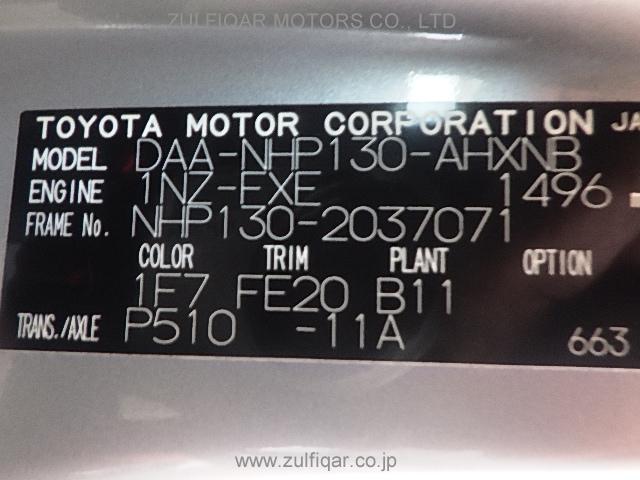 ZULFIQAR MOTORS CO., LTD
TOYOTA MOTOR CORPORATION JA
MODEL DAA-NHP130-AHXNB
ENGINE 1NZ-FXE 1496
FRAME No. NHP130-2037071
COLOR TRIM PLANT OPTION
1F7 FE20 B11
TRANS./AXLE P510 -11A
663
www.zulfiqar.co.jp